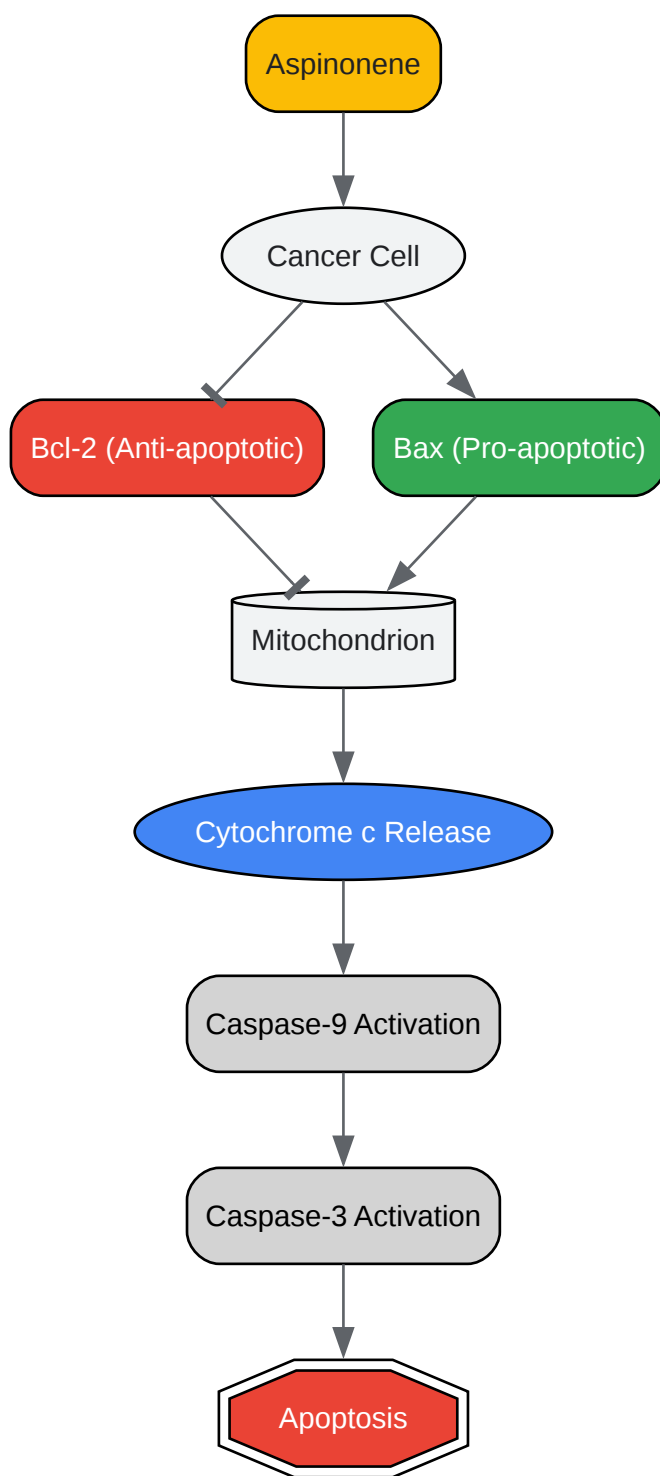 Aspinonene
Cancer Cell
Bcl-2 (Anti-apoptotic)
Bax (Pro-apoptotic)
Mitochondrion
Cytochrome c Release
Caspase-9 Activation
Caspase-3 Activation
Apoptosis